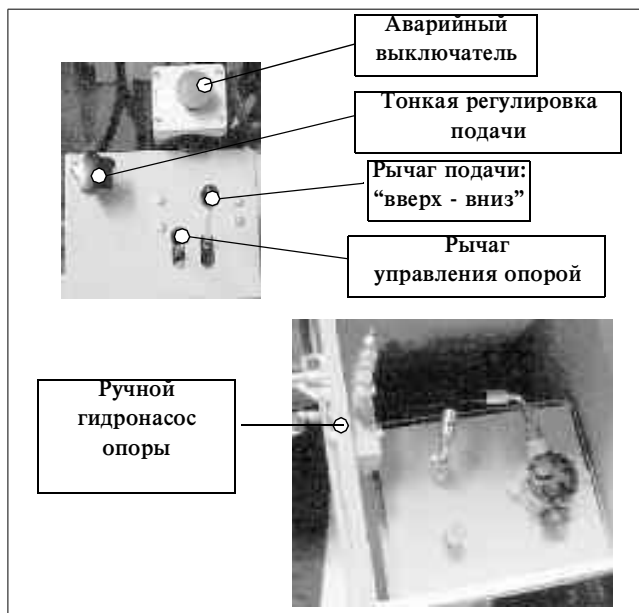 Аварийный
выключатель
Тонкая регулировка
подачи
Рычаг подачи:
“вверх - вниз”
Рычаг
управления опорой
Ручной
гидронасос
опоры